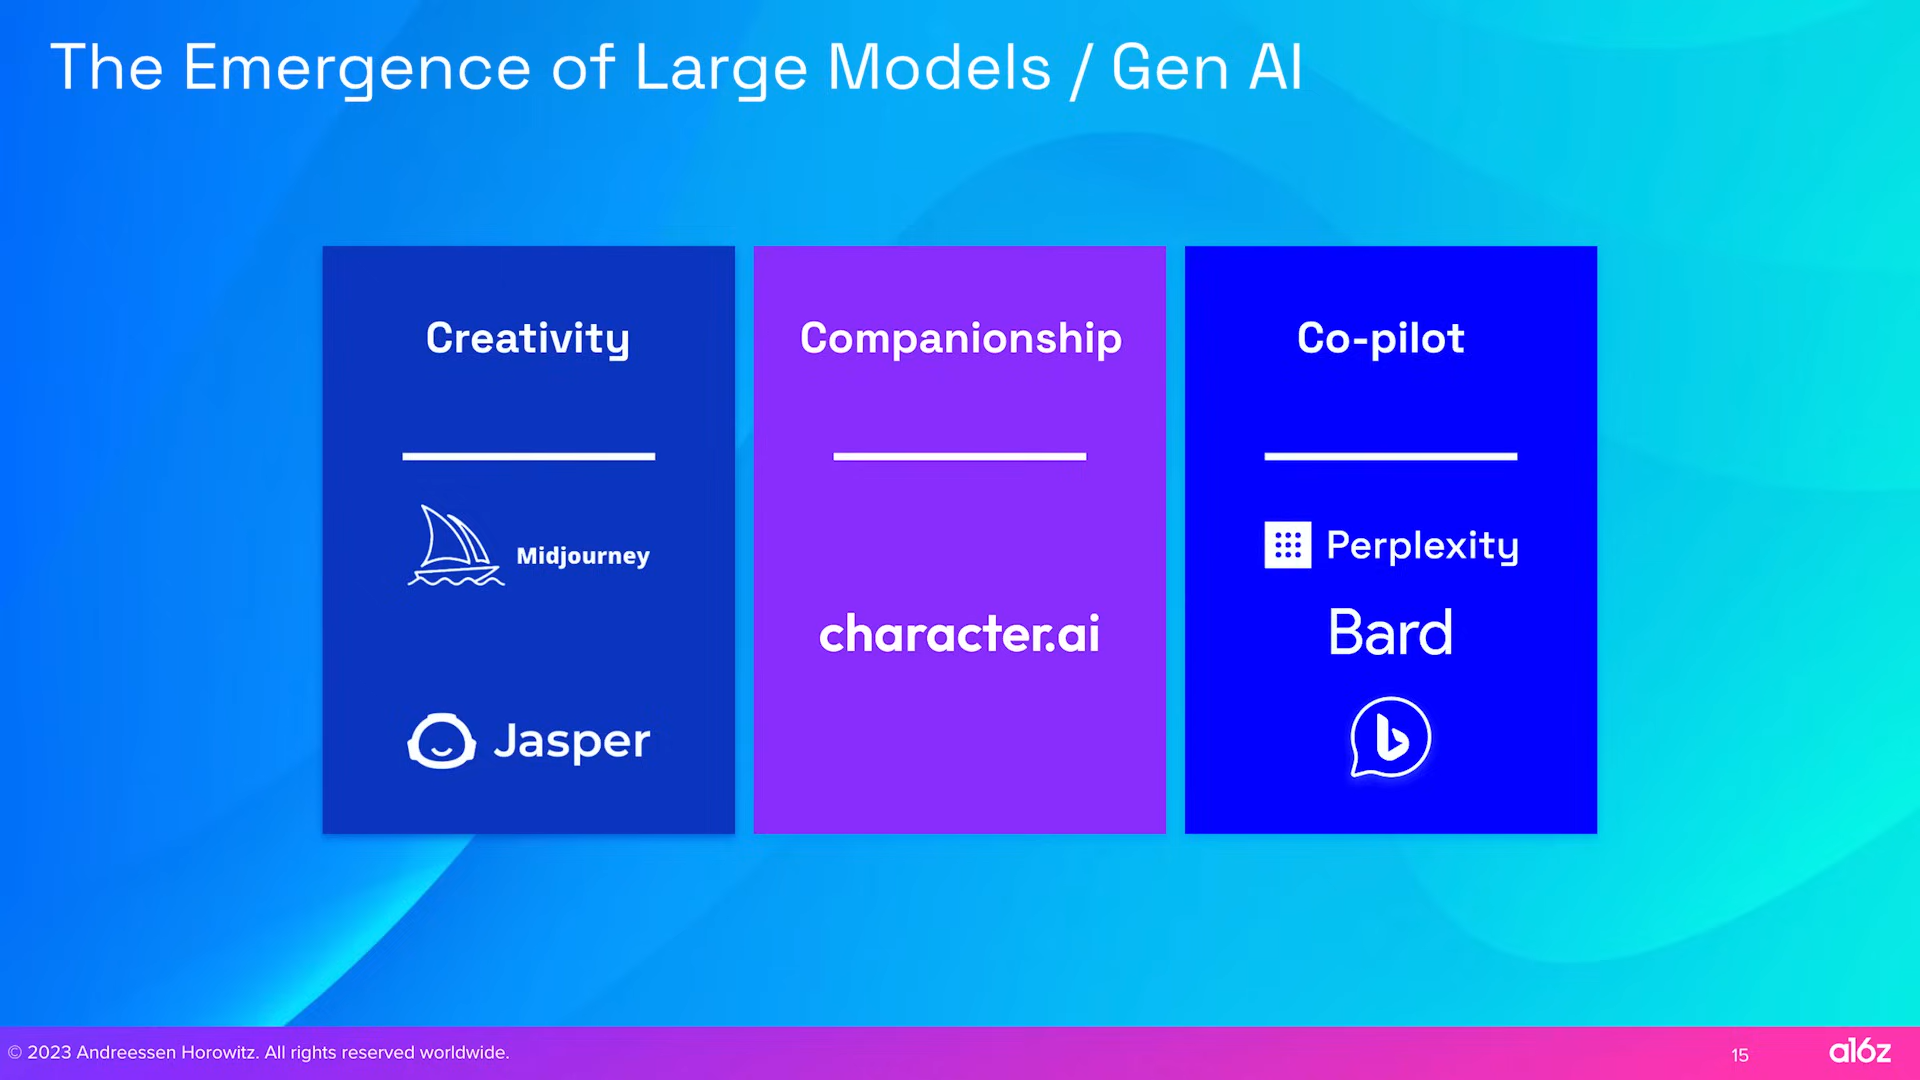 The Emergence of Large Models / Gen AI
Creativity
Midjourney
Jasper
Companionship
character.ai
Co-pilot
Perplexity
Bard
b
© 2023 Andreessen Horowitz. All rights reserved worldwide.
15
a16z